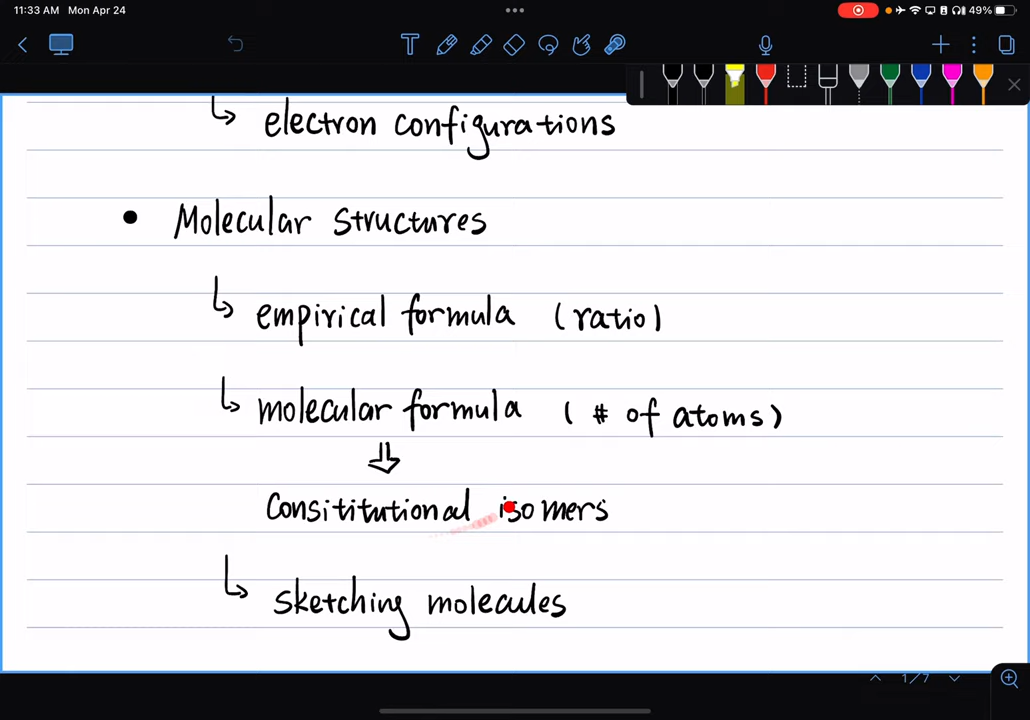 11:33 AM Mon Apr 24
49%
electron configurations
Molecular structures
empirical formula (ratio)
molecular formula (# of atoms)
Consititutional isomers
sketching molecules
1/7